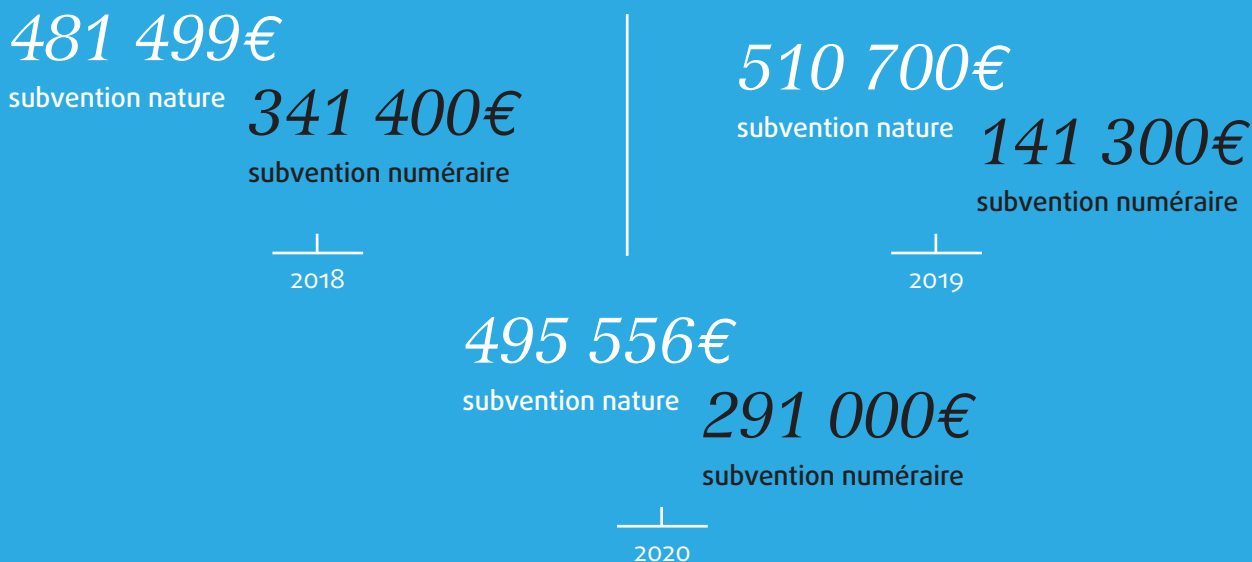 481 499€
subvention nature
341 400€
subvention numéraire
2018
510 700€
subvention nature
141 300€
subvention numéraire
2019
495 556€
subvention nature
291 000€
subvention numéraire
2020